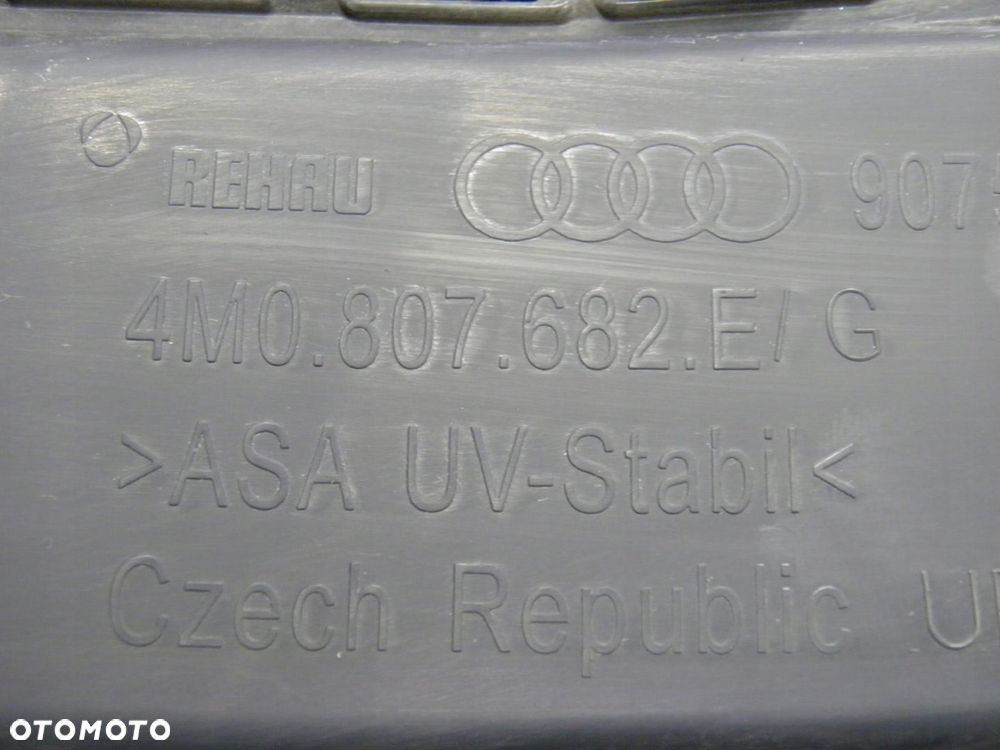 REHAU 907
4M0.807.682.E/ G
>ASA UV-Stabil<
Czech Republic U
OTOMOTO